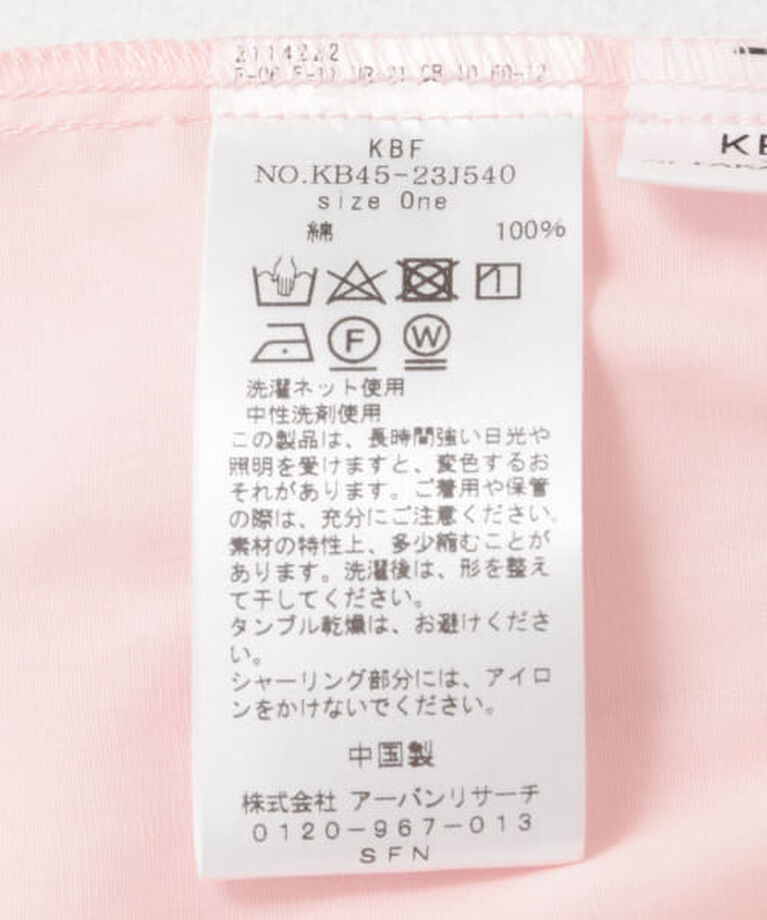 2114222
KBF
NO.KB45-23J540
size One
綿 100%
F
W
洗濯ネット使用
中性洗剤使用
この製品は、長時間強い日光や
照明を受けますと、変色するお
それがあります。ご着用や保管
の際は、充分にご注意ください。
素材の特性上、多少縮むことが
あります。洗濯後は、形を整え
て干してください。
タンブル乾燥は、お避けくださ
い。
シャーリング部分には、アイロ
ンをかけないでください。
中国製
株式会社 アーバンリサーチ
0120-967-013
SFN